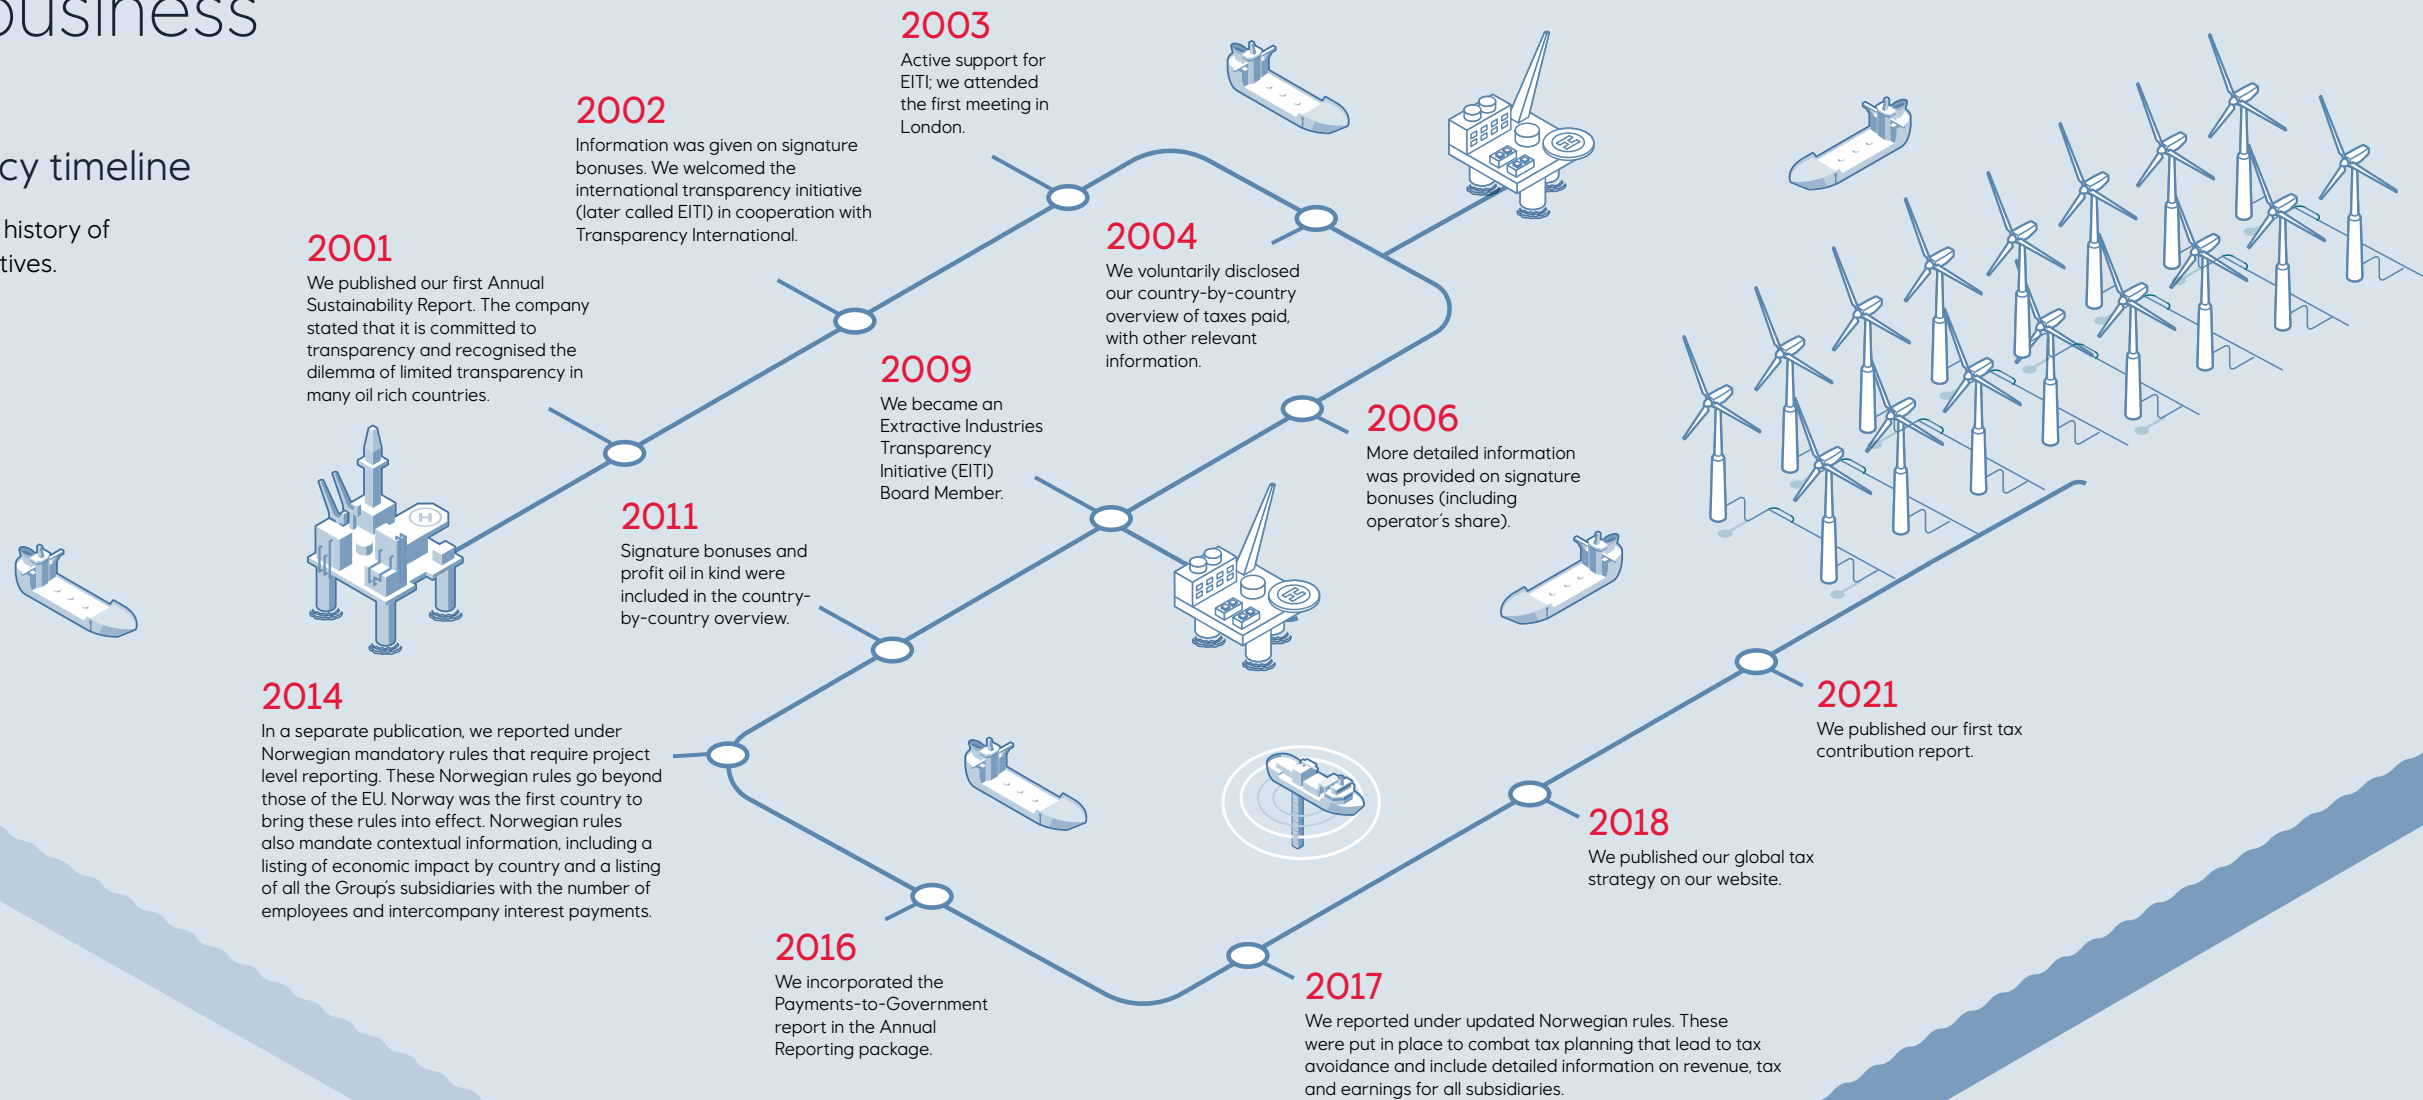 business
cy timeline
history of
tives.
2001
We published our first Annual
Sustainability Report. The company
stated that it is committed to
transparency and recognised the
dilemma of limited transparency in
many oil rich countries.
2002
Information was given on signature
bonuses. We welcomed the
international transparency initiative
(later called EITI) in cooperation with
Transparency International.
2003
Active support for
EITI; we attended
the first meeting in
London.
2004
We voluntarily disclosed
our country-by-country
overview of taxes paid,
with other relevant
information.
2006
More detailed information
was provided on signature
bonuses (including
operator's share).
2009
We became an
Extractive Industries
Transparency
Initiative (EITI)
Board Member.
2011
Signature bonuses and
profit oil in kind were
included in the country-
by-country overview.
2014
In a separate publication, we reported under
Norwegian mandatory rules that require project
level reporting. These Norwegian rules go beyond
those of the EU. Norway was the first country to
bring these rules into effect. Norwegian rules
also mandate contextual information, including a
listing of economic impact by country and a listing
of all the Group's subsidiaries with the number of
employees and intercompany interest payments.
2016
We incorporated the
Payments-to-Government
report in the Annual
Reporting package.
2017
We reported under updated Norwegian rules. These
were put in place to combat tax planning that lead to tax
avoidance and include detailed information on revenue, tax
and earnings for all subsidiaries.
2018
We published our global tax
strategy on our website.
2021
We published our first tax
contribution report.
H
H
H